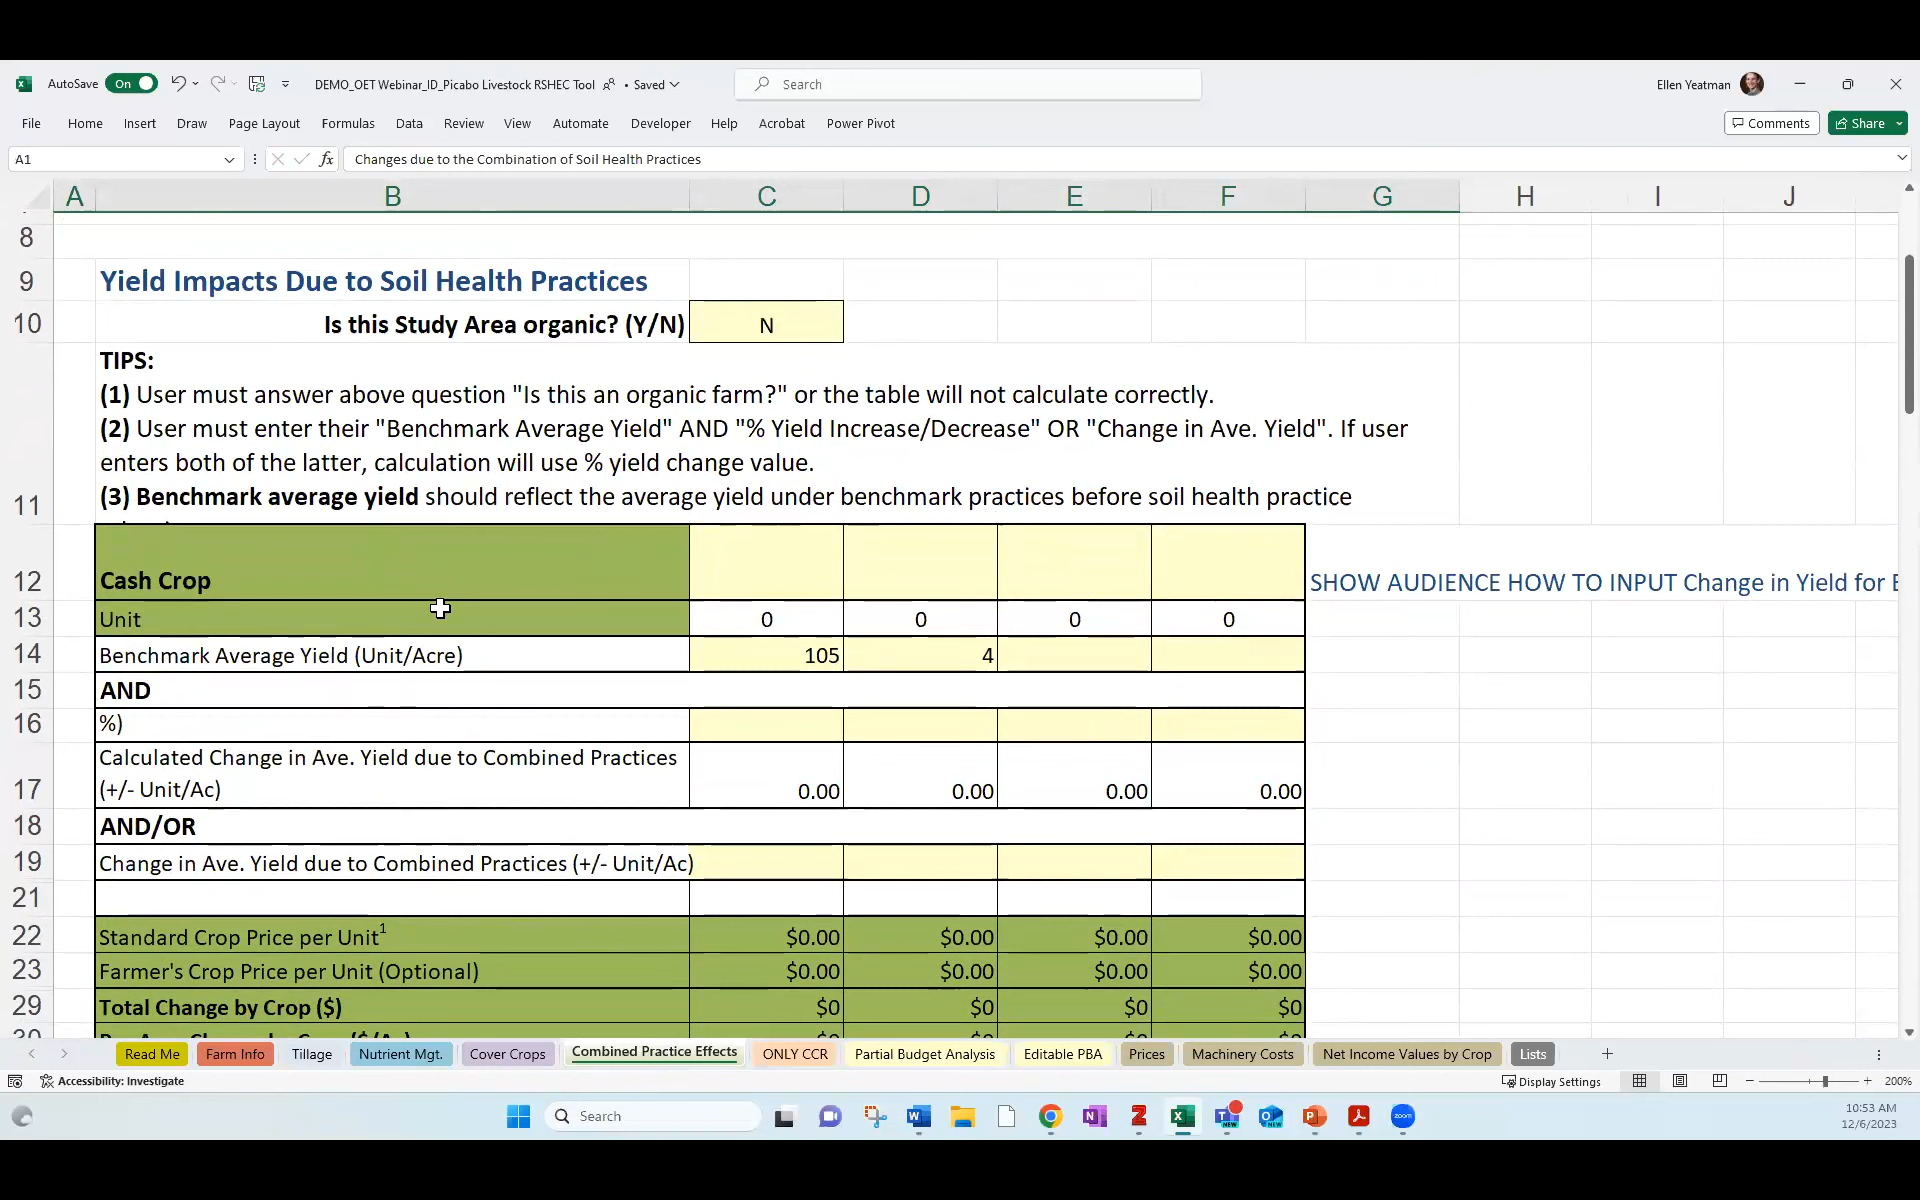 AutoSave On DEMO_OET Webinar_ID_Picabo Livestock RSHEC Tool • Saved Search Ellen Yeatman
File Home Insert Draw Page Layout Formulas Data Review View Automate Developer Help Acrobat Power Pivot Comments Share
A1 fx Changes due to the Combination of Soil Health Practices
A B C D E F G H I J
8
9 Yield Impacts Due to Soil Health Practices
10 Is this Study Area organic? (Y/N) N
TIPS:
(1) User must answer above question "Is this an organic farm?" or the table will not calculate correctly.
(2) User must enter their "Benchmark Average Yield" AND "% Yield Increase/Decrease" OR "Change in Ave. Yield". If user
enters both of the latter, calculation will use % yield change value.
11 (3) Benchmark average yield should reflect the average yield under benchmark practices before soil health practice
12 Cash Crop SHOW AUDIENCE HOW TO INPUT Change in Yield for
13 Unit 0 0 0 0
14 Benchmark Average Yield (Unit/Acre) 105 4
15 AND
16 %)
Calculated Change in Ave. Yield due to Combined Practices
17 (+/- Unit/Ac) 0.00 0.00 0.00 0.00
18 AND/OR
19 Change in Ave. Yield due to Combined Practices (+/- Unit/Ac)
21
22 Standard Crop Price per Unit1 $0.00 $0.00 $0.00 $0.00
23 Farmer's Crop Price per Unit (Optional) $0.00 $0.00 $0.00 $0.00
29 Total Change by Crop ($) $0 $0 $0 $0
Read Me Farm Info Tillage Nutrient Mgt. Cover Crops Combined Practice Effects ONLY CCR Partial Budget Analysis Editable PBA Prices Machinery Costs Net Income Values by Crop Lists
Accessibility: Investigate Display Settings 200%
Search
10:53 AM
12/6/2023